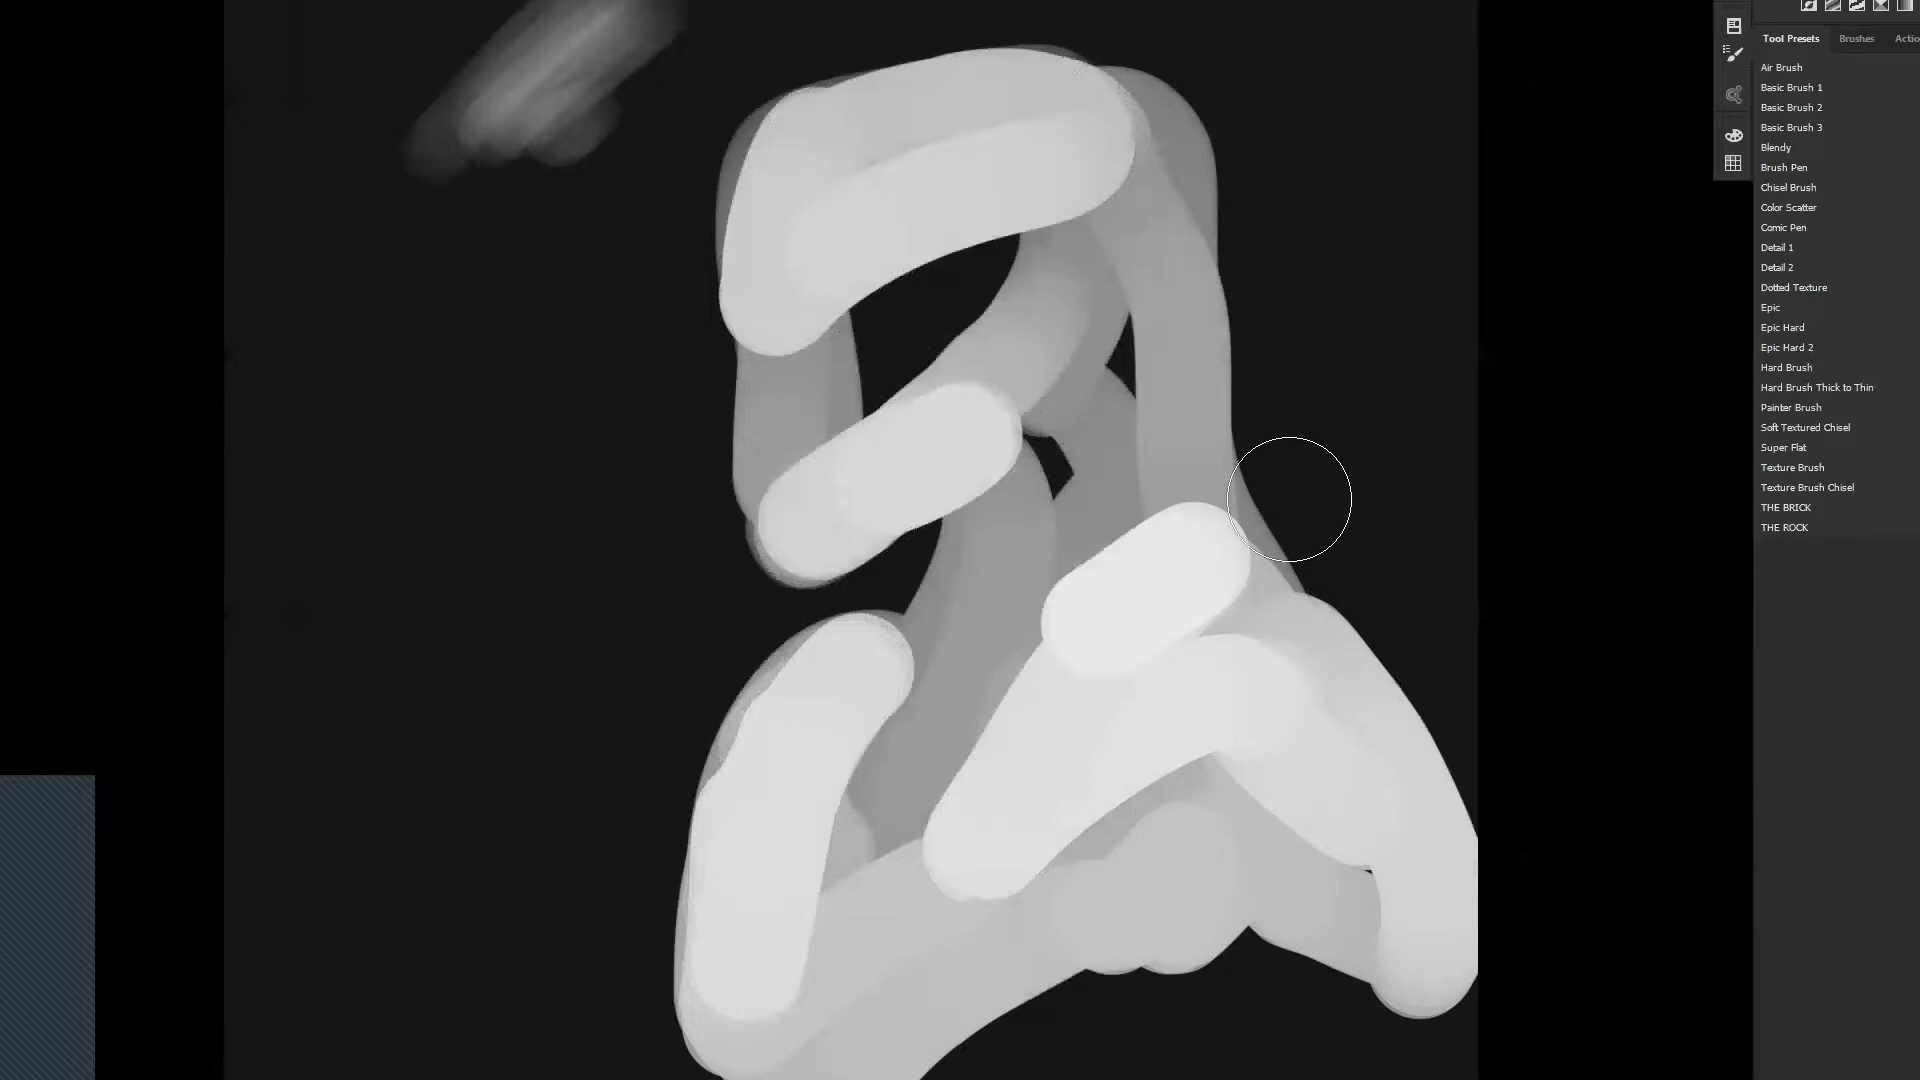 Tool Presets
Brushes
Actio
Air Brush
Basic Brush 1
Basic Brush 2
Basic Brush 3
Blendy
Brush Pen
Chisel Brush
Color Scatter
Comic Pen
Detail 1
Detail 2
Dotted Texture
Epic
Epic Hard
Epic Hard 2
Hard Brush
Hard Brush Thick to Thin
Painter Brush
Soft Textured Chisel
Super Flat
Texture Brush
Texture Brush Chisel
THE BRICK
THE ROCK